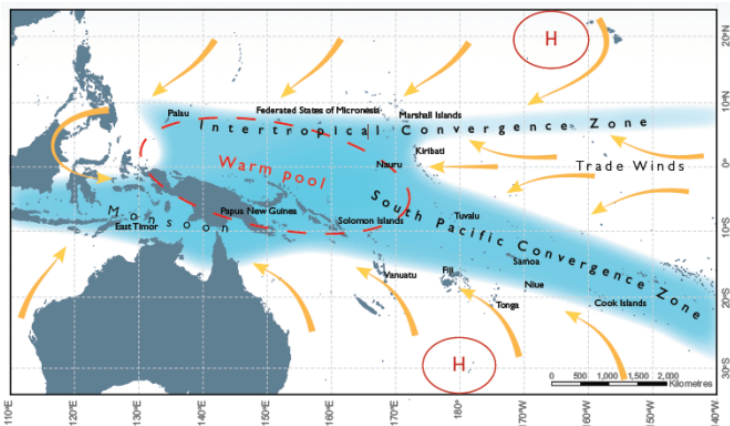 H
20°N
Palau
Federated States of Micronesia
Marshall Islands
10°N
Intertropical Convergence Zone
Kiribati
Warm pool
Nauru
Trade Winds
0°
South Pacific Convergence Zone
Monsoon
Papua New Guinea
Solomon Islands
Tuvalu
East Timor
10°S
Samoa
Vanuatu
Fiji
Niue
Tonga
Cook Islands
20°S
H
0 500 1,000 1,500 2,000
Kilometres
30°S
110°E 120°E 130°E 140°E 150°E 160°E 170°E 180° 170°W 160°W 150°W 140°W